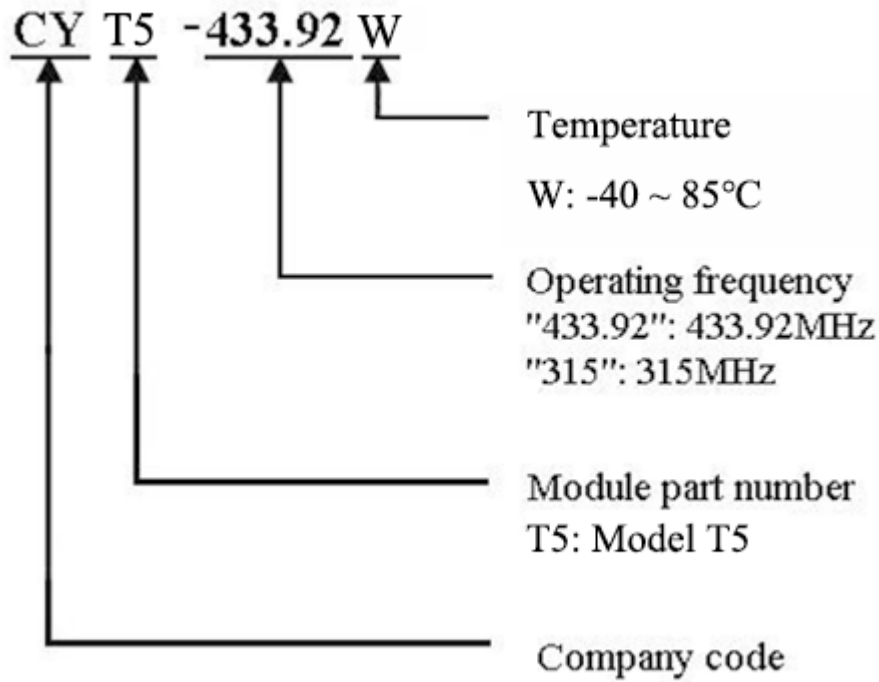 CY T5 -433.92 W
Temperature
W: -40 ~ 85°C
Operating frequency
"433.92": 433.92MHz
"315": 315MHz
Module part number
T5: Model T5
Company code